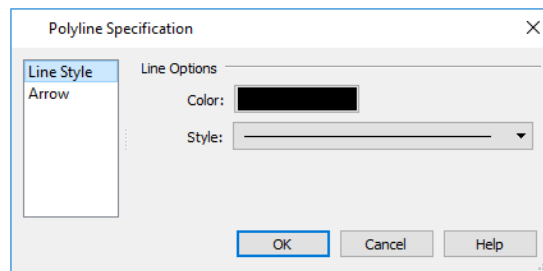 Polyline Specification
Line Style
Arrow
Line Options
Color:
Style:
OK
Cancel
Help